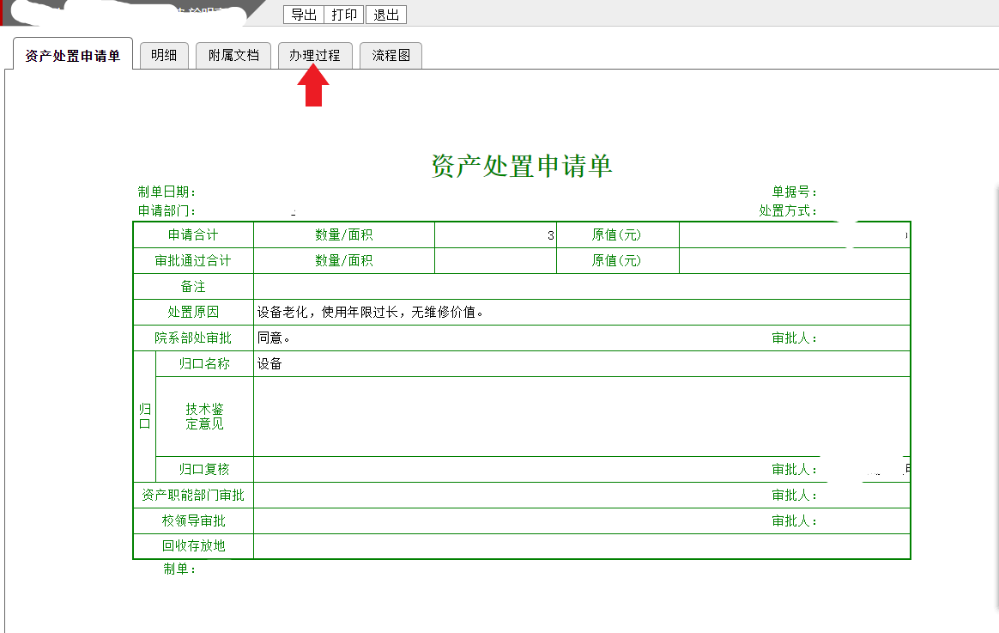 导出 打印 退出
资产处置申请单 明细 附属文档 办理过程 流程图
资产处置申请单
制单日期: 单据号:
申请部门: 处置方式:
申请合计 数量/面积 3 原值(元)
审批通过合计 数量/面积 原值(元)
备注
处置原因 设备老化，使用年限过长，无维修价值。
院系部处审批 同意。 审批人:
归口
归口名称 设备
技术鉴
定意见
归口复核 审批人:
资产职能部门审批 审批人:
校领导审批 审批人:
回收存放地
制单: